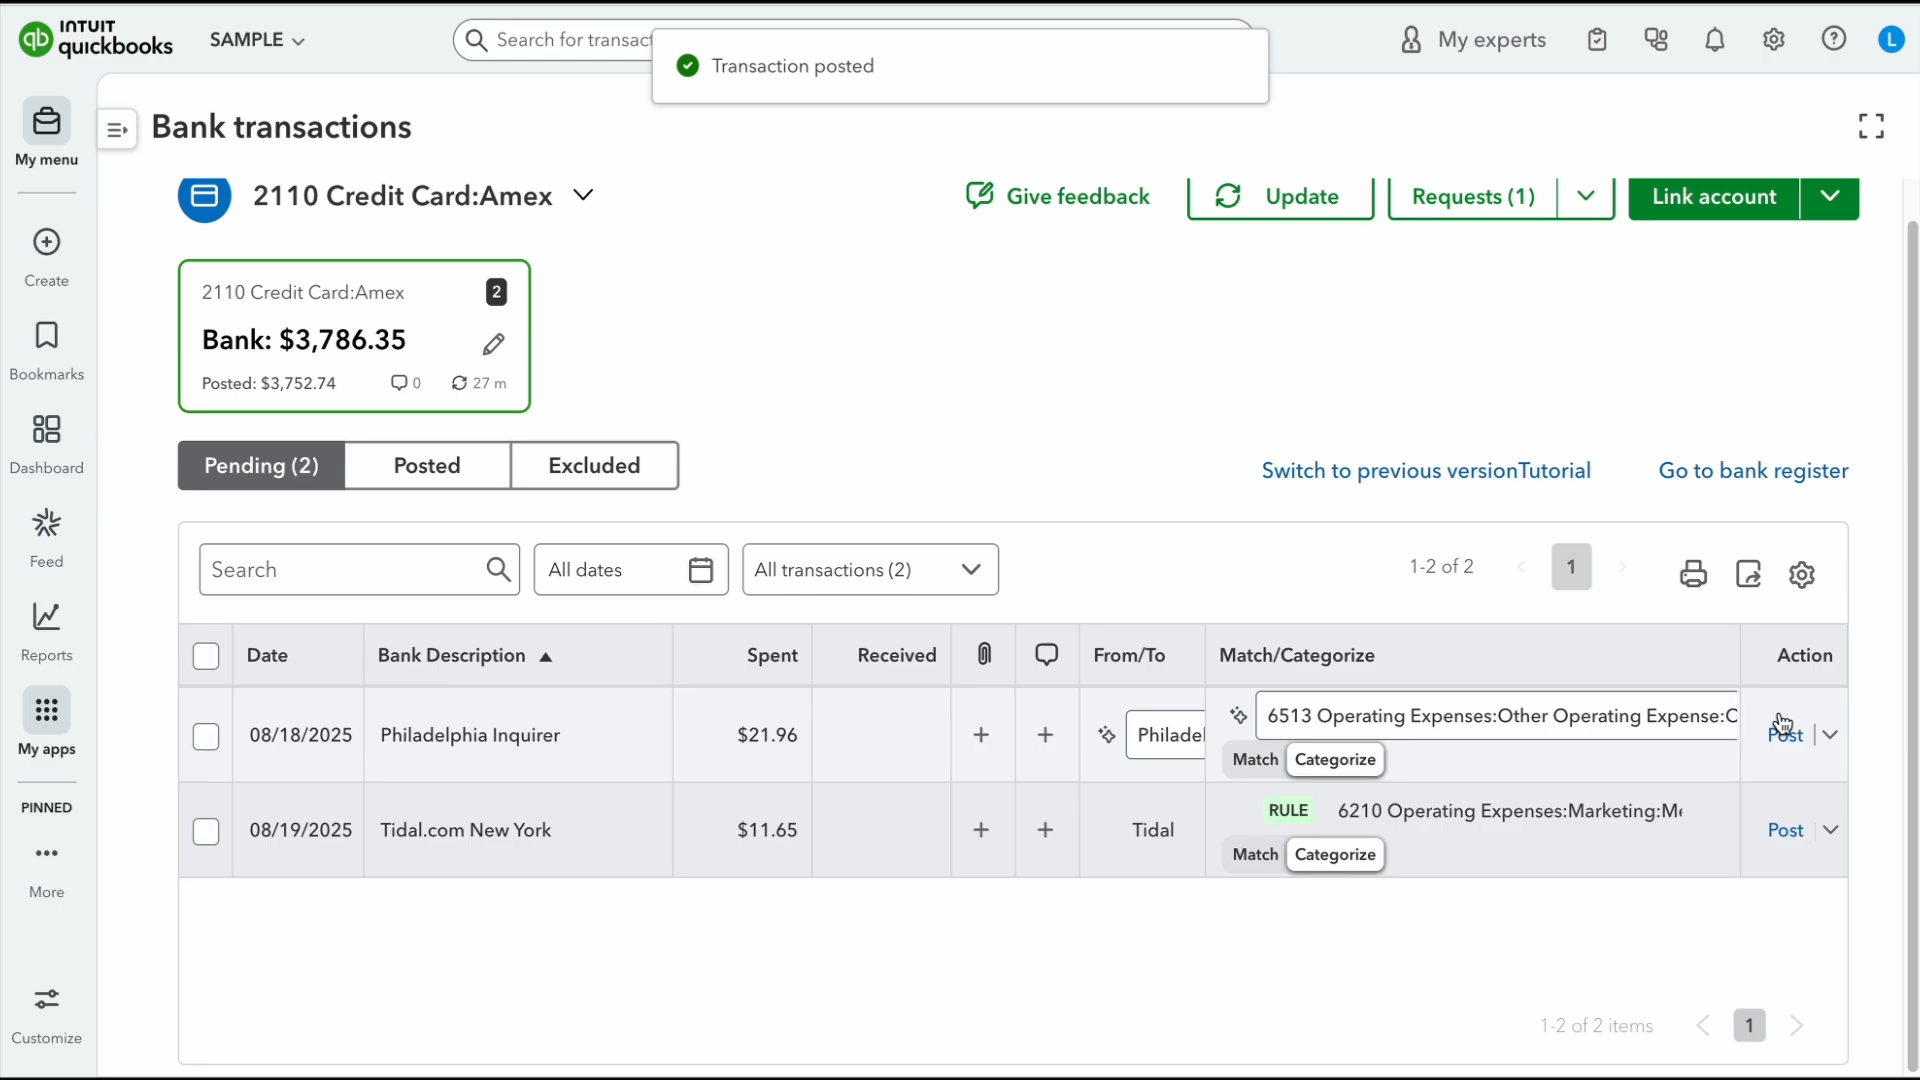 INTUIT
quickbooks
SAMPLE
Search for transact
Transaction posted
My experts
L
My menu
Bank transactions
2110 Credit Card:Amex
Give feedback
Update
Requests (1)
Link account
Create
2110 Credit Card:Amex
2
Bank: $3,786.35
Posted: $3,752.74
0
27 m
Bookmarks
Dashboard
Pending (2)
Posted
Excluded
Switch to previous versionTutorial
Go to bank register
Feed
Search
All dates
All transactions (2)
1-2 of 2
1
Reports
Date
Bank Description
Spent
Received
From/To
Match/Categorize
Action
My apps
08/18/2025
Philadelphia Inquirer
$21.96
+
+
Philadel
6513 Operating Expenses:Other Operating Expense:C
Match
Categorize
Post
08/19/2025
Tidal.com New York
$11.65
+
+
Tidal
RULE
6210 Operating Expenses:Marketing:Me
Match
Categorize
Post
PINNED
More
Customize
1-2 of 2 items
1